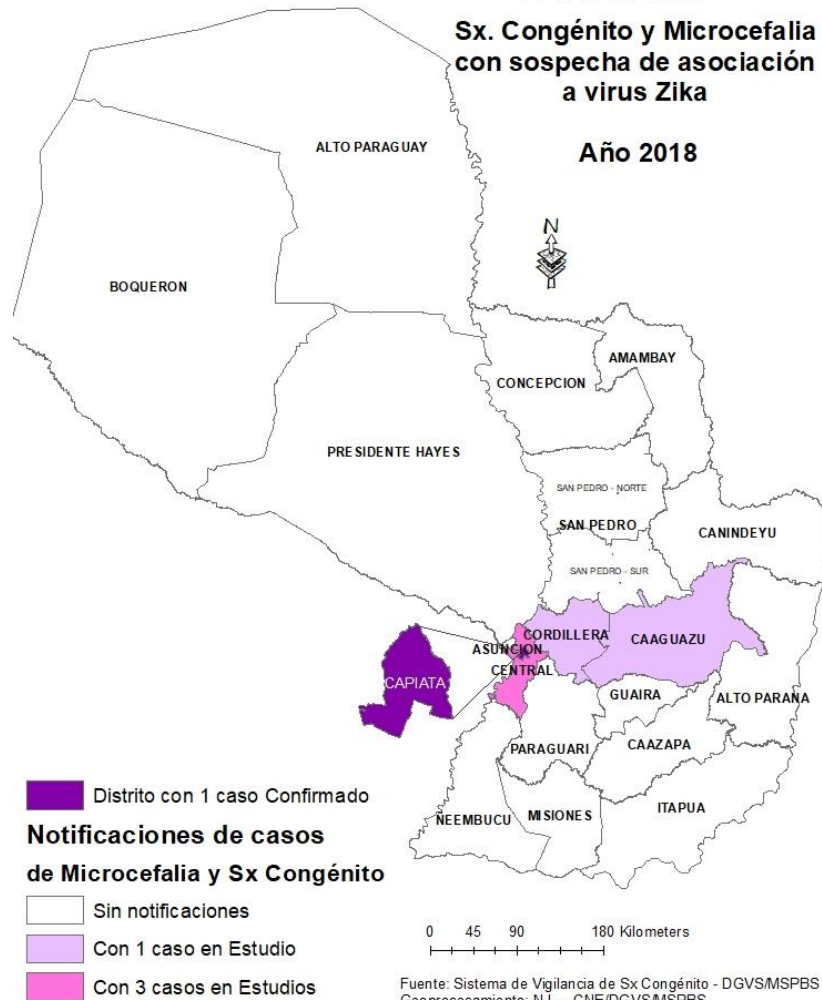 Sx. Congénito y Microcefalia
con sospecha de asociación
a virus Zika
Año 2018
N
ALTO PARAGUAY
BOQUERON
AMAMBAY
CONCEPCION
PRESIDENTE HAYES
SAN PEDRO - NORTE
SAN PEDRO
CANINDEYU
SAN PEDRO - SUR
CORDILLERA
CAAGUAZU
ASUNCION
CENTRAL
CAPIATA
GUAIRA
ALTO PARANA
PARAGUARI
CAAZAPA
ITAPUA
ÑEEMBUCU
MISIONES
Distrito con 1 caso Confirmado
Notificaciones de casos
de Microcefalia y Sx Congénito
Sin notificaciones
Con 1 caso en Estudio
Con 3 casos en Estudios
0 45 90 180 Kilometers
Fuente: Sistema de Vigilancia de Sx Congénito - DGVS/MSPBS